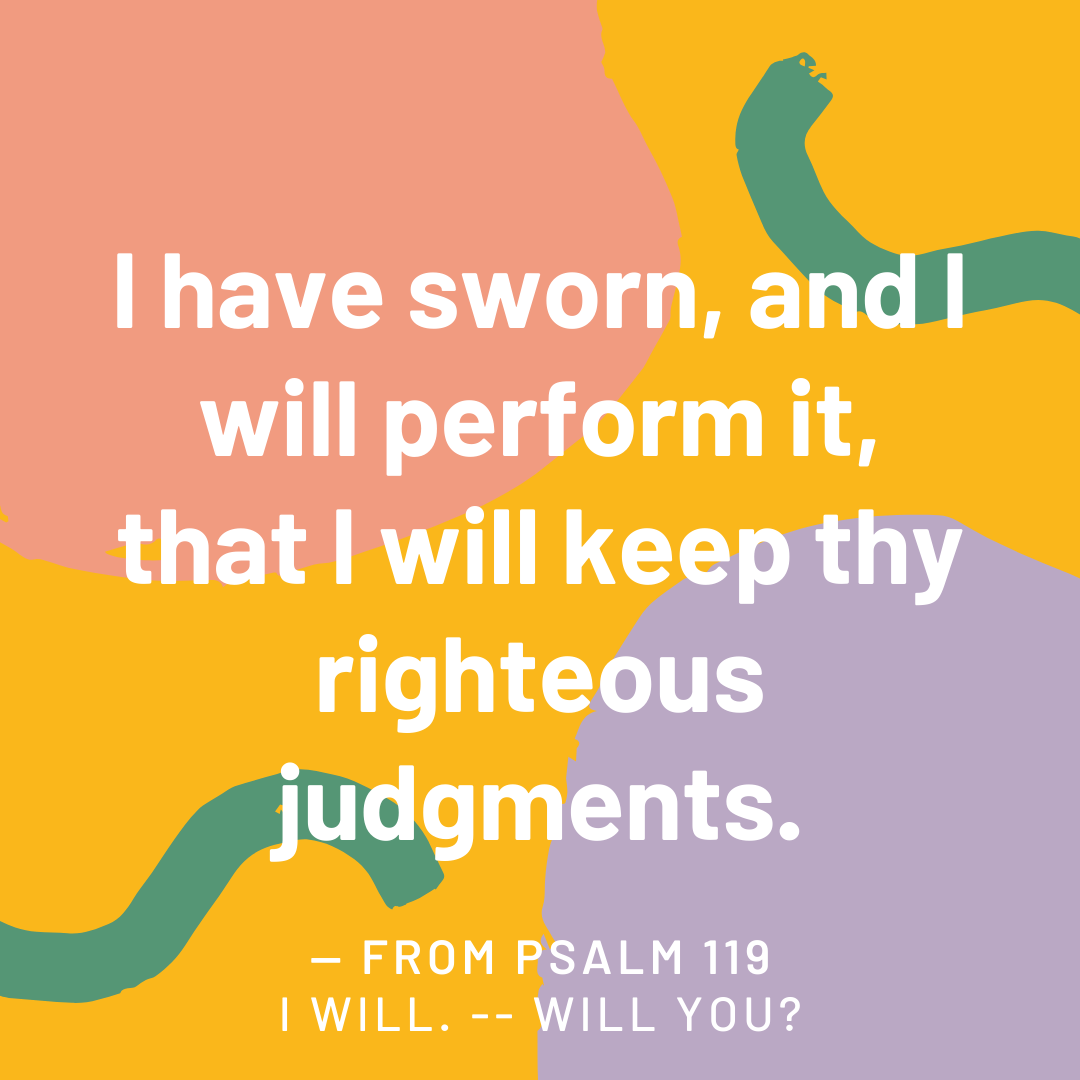 I have sworn, and I
will perform it,
that I will keep thy
righteous
judgments.
– FROM PSALM 119
I WILL. -- WILL YOU?